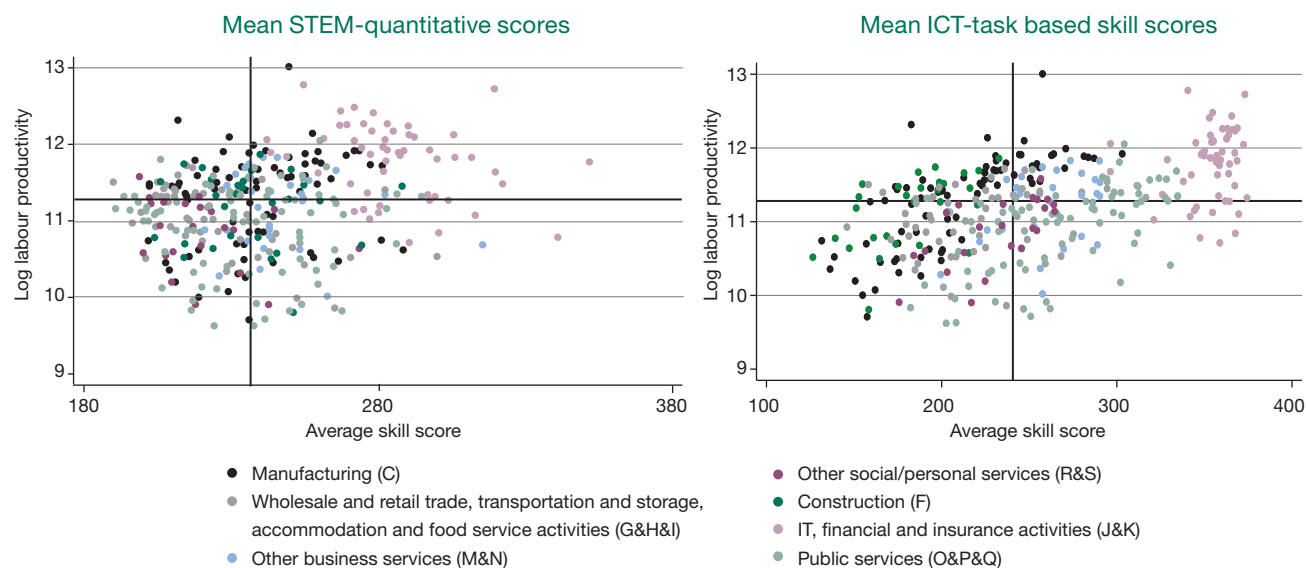 Mean STEM-quantitative scores
Log labour productivity
13
12
11
10
9
180
280
380
Average skill score
Mean ICT-task based skill scores
Log labour productivity
13
12
11
10
9
100
200
300
400
Average skill score
Manufacturing (C)
Wholesale and retail trade, transportation and storage,
accommodation and food service activities (G&H&I)
Other business services (M&N)
Other social/personal services (R&S)
Construction (F)
IT, financial and insurance activities (J&K)
Public services (O&P&Q)